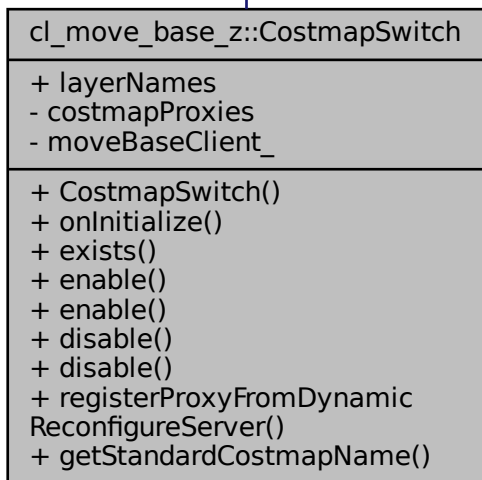 cl_move_base_z::CostmapSwitch
+ layerNames
- costmapProxies
- moveBaseClient_
+ CostmapSwitch()
+ onInitialize()
+ exists()
+ enable()
+ enable()
+ disable()
+ disable()
+ registerProxyFromDynamic
ReconfigureServer()
+ getStandardCostmapName()